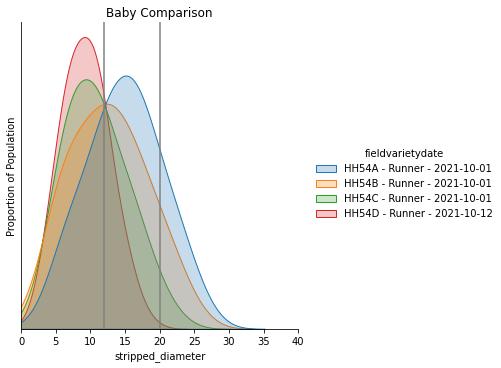 Baby Comparison
Proportion of Population
fieldvarietydate
HH54A - Runner - 2021-10-01
HH54B - Runner - 2021-10-01
HH54C - Runner - 2021-10-01
HH54D - Runner - 2021-10-12
0 5 10 15 20 25 30 35 40
stripped_diameter